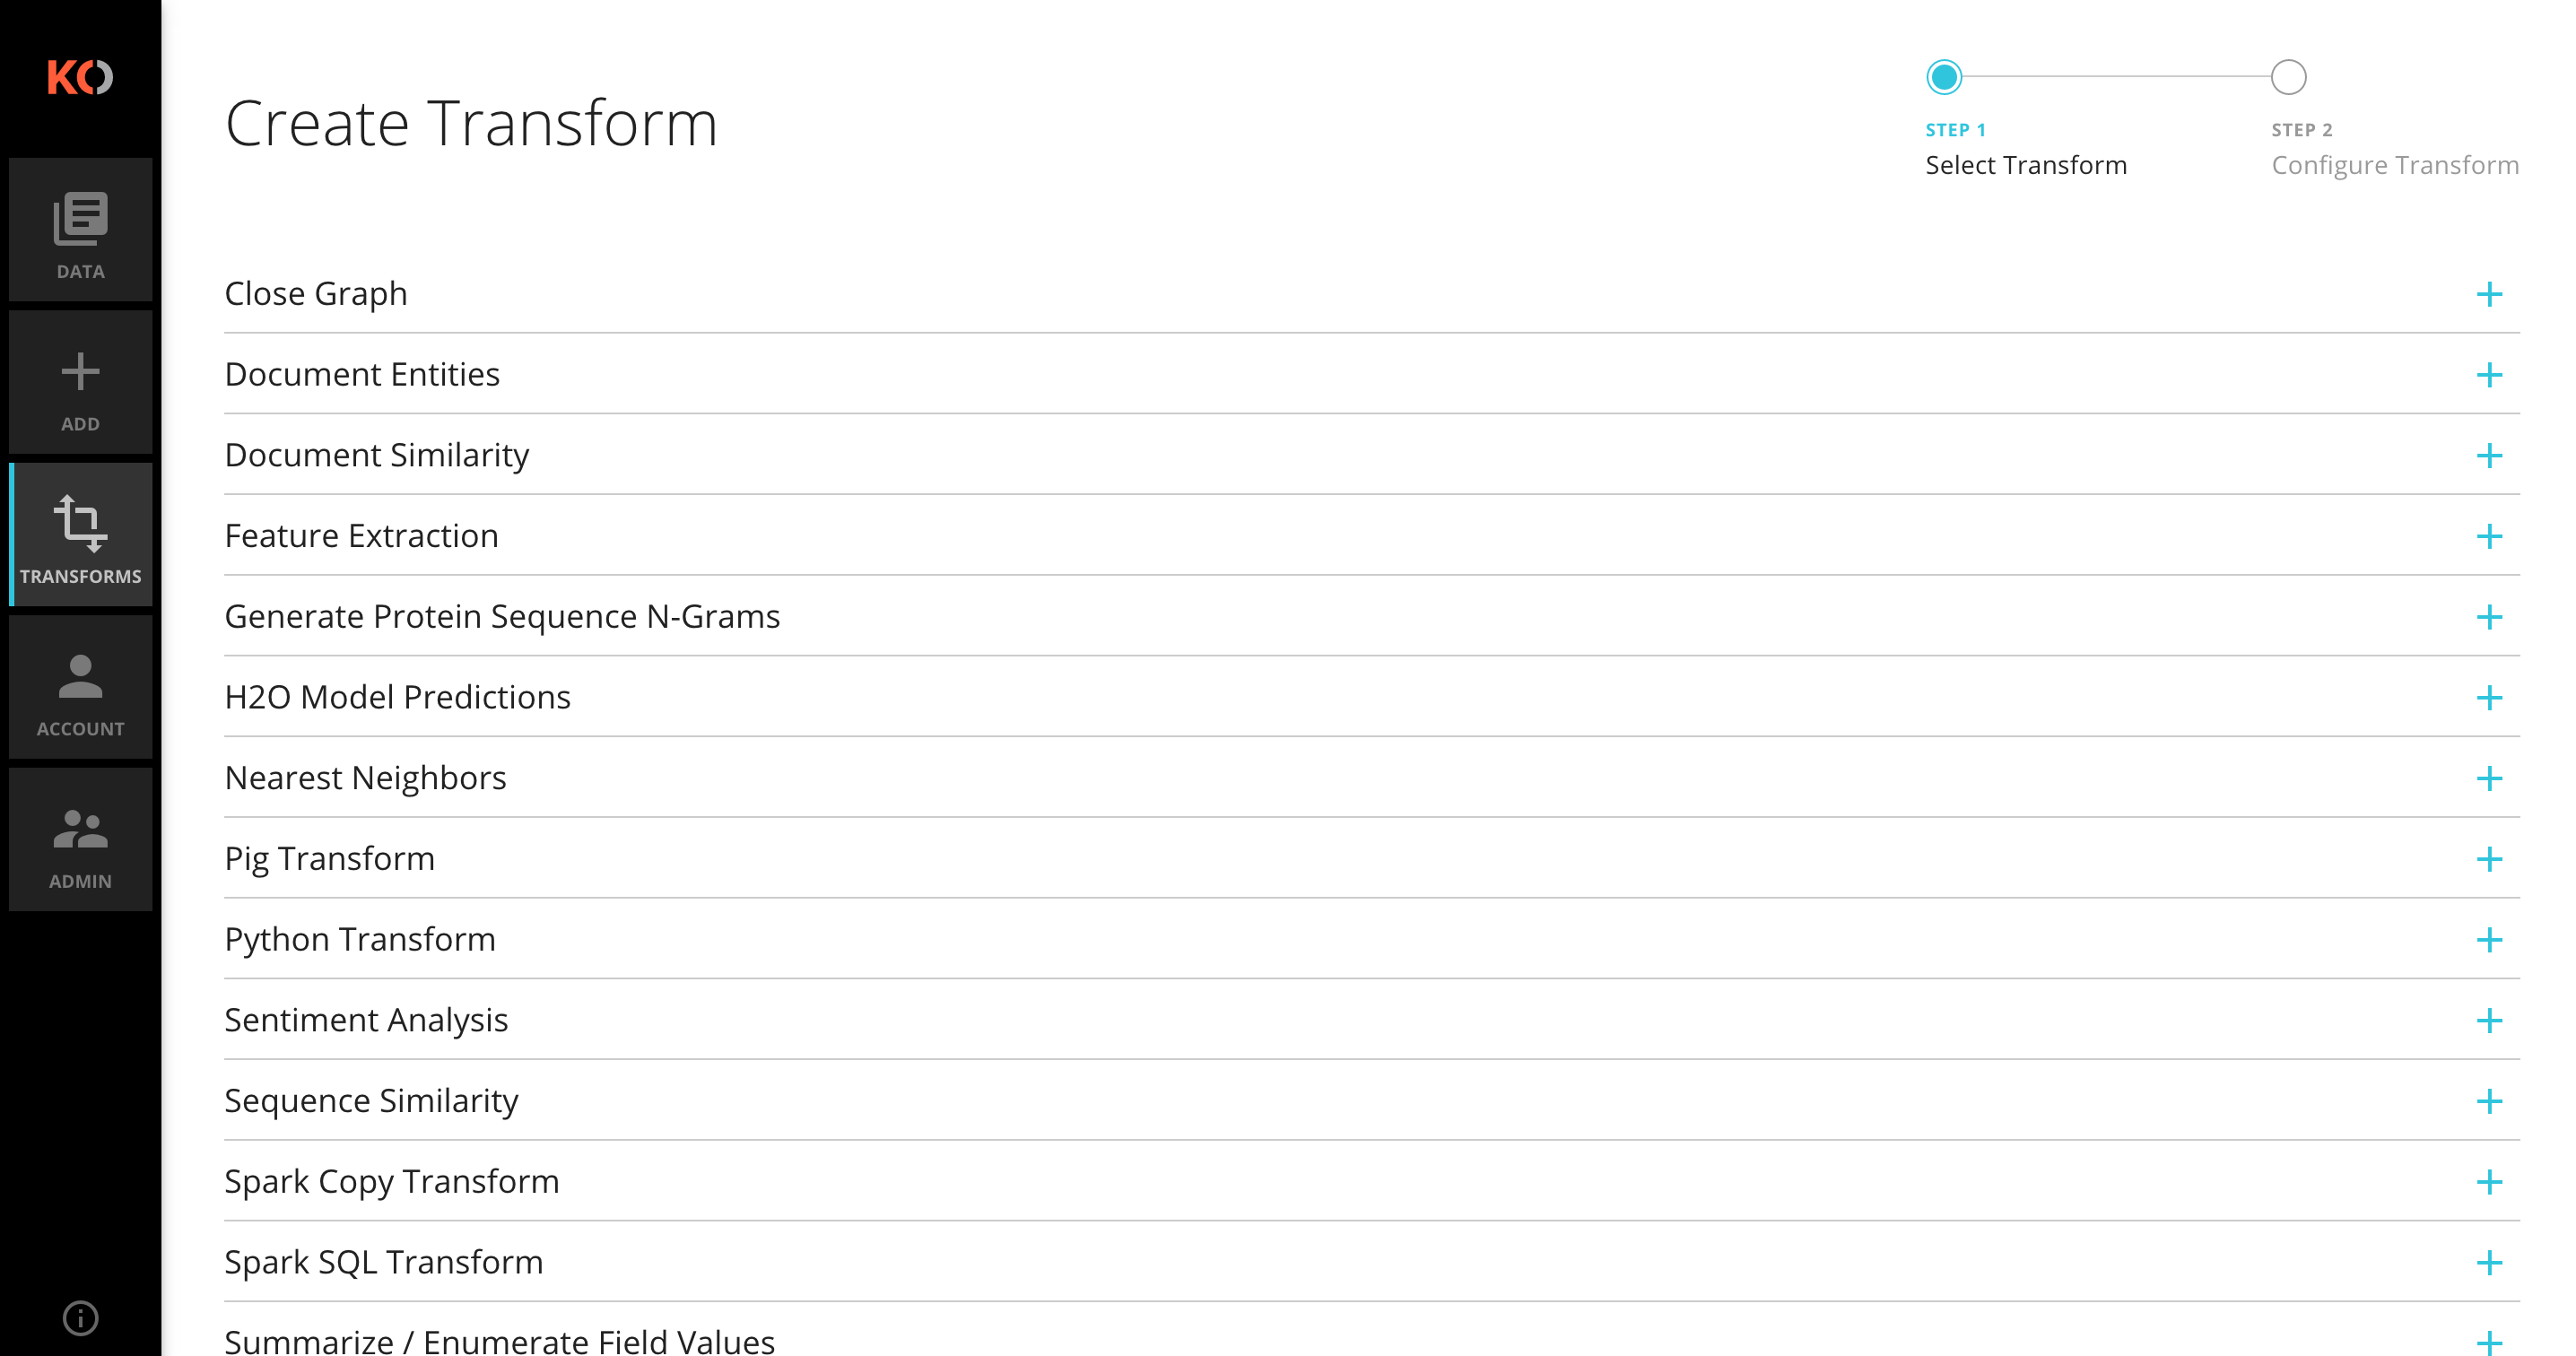 KO
DATA
ADD
TRANSFORMS
ACCOUNT
ADMIN
Create Transform
STEP 1
Select Transform
STEP 2
Configure Transform
Close Graph
Document Entities
Document Similarity
Feature Extraction
Generate Protein Sequence N-Grams
H2O Model Predictions
Nearest Neighbors
Pig Transform
Python Transform
Sentiment Analysis
Sequence Similarity
Spark Copy Transform
Spark SQL Transform
Summarize / Enumerate Field Values